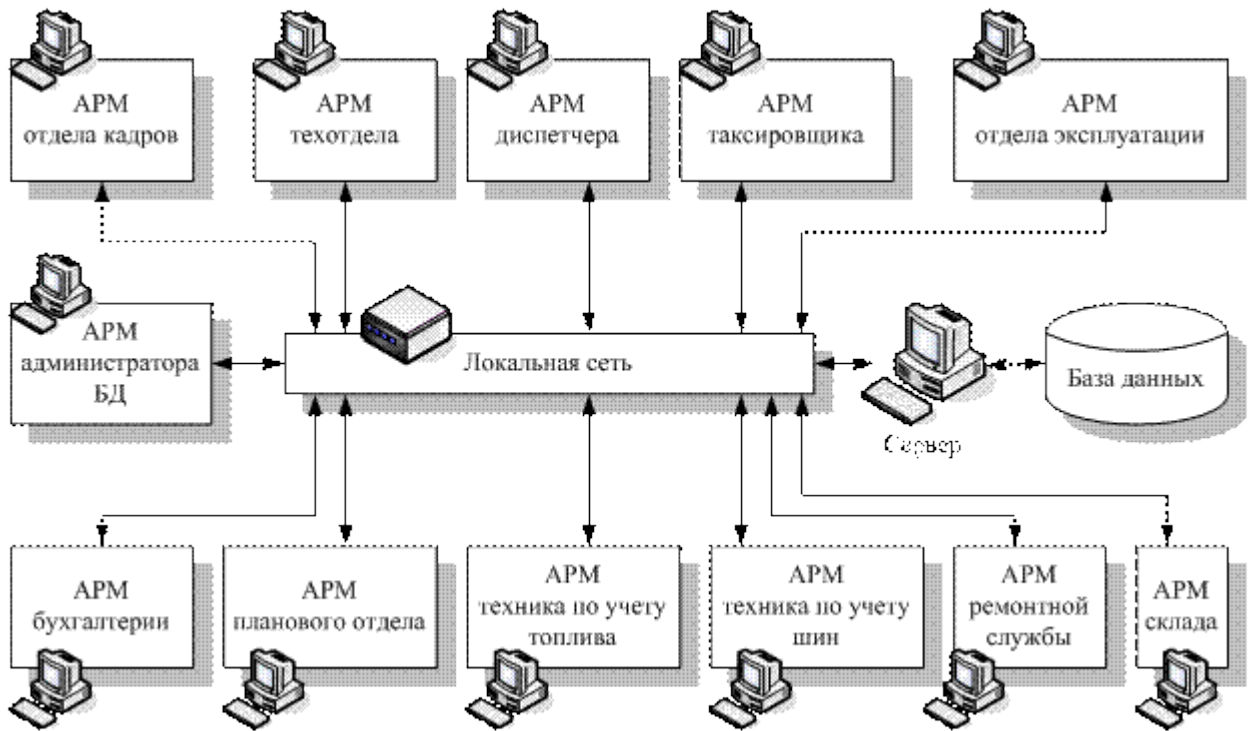 АРМ
отдела кадров
АРМ
техотдела
АРМ
диспетчера
АРМ
таксировщика
АРМ
отдела эксплуатации
АРМ
администратора
БД
Локальная сеть
Сервер
База данных
АРМ
бухгалтерии
АРМ
планового отдела
АРМ
техника по учету
топлива
АРМ
техника по учету
шин
АРМ
ремонтной
службы
АРМ
склада